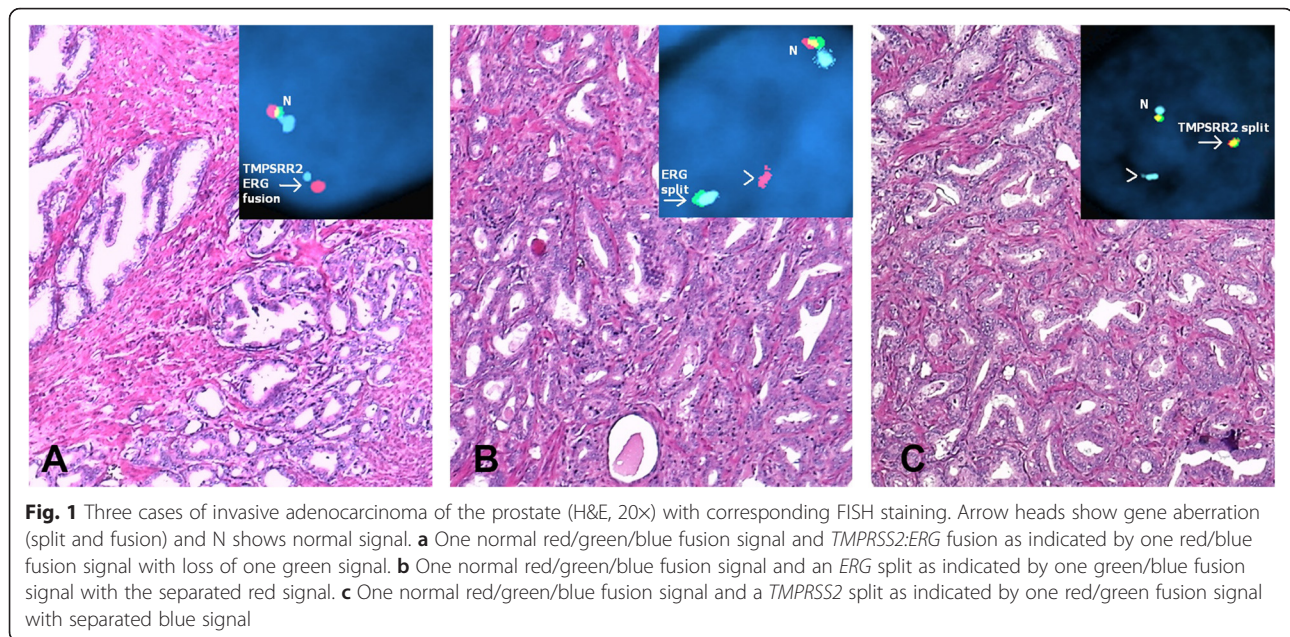 N
TMPSRR2
ERG
fusion
A
N
ERG
split
B
N
TMPSRR2 split
C
Fig. 1 Three cases of invasive adenocarcinoma of the prostate (H&E, 20×) with corresponding FISH staining. Arrow heads show gene aberration
(split and fusion) and N shows normal signal. a One normal red/green/blue fusion signal and TMPRSS2:ERG fusion as indicated by one red/blue
fusion signal with loss of one green signal. b One normal red/green/blue fusion signal and an ERG split as indicated by one green/blue fusion
signal with the separated red signal. c One normal red/green/blue fusion signal and a TMPRSS2 split as indicated by one red/green fusion signal
with separated blue signal